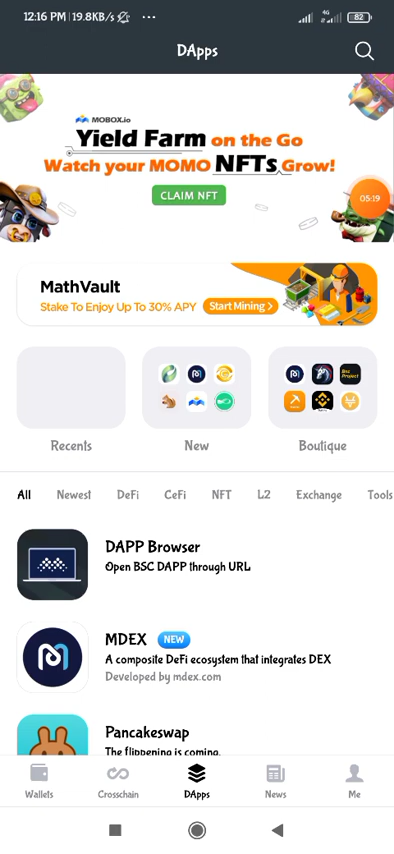 12:16 PM | 19.8KB/s
4G
82
DApps
MOBOX.io
Yield Farm on the Go
Watch your MOMO NFTs Grow!
CLAIM NFT
05:19
MathVault
Stake To Enjoy Up To 30% APY
Start Mining >
Recents
New
Boutique
All Newest DeFi CeFi NFT L2 Exchange Tools
DAPP Browser
Open BSC DAPP through URL
MDEX NEW
A composite DeFi ecosystem that integrates DEX
Developed by mdex.com
Pancakeswap
The flippening is coming.
Wallets
Crosschain
DApps
News
Me